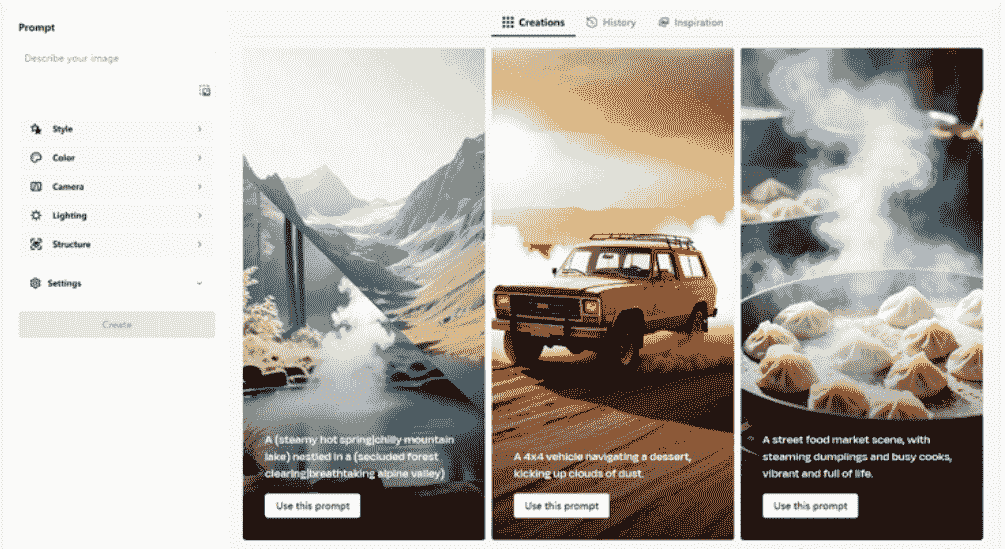 Prompt
Describe your image
Style
Color
Camera
Lighting
Structure
Settings
Create
Creations
History
Inspiration
A (steamy hot spring|chilly mountain
lake) nestled in a (secluded forest
clearing|breathtaking alpine valley)
Use this prompt
A 4x4 vehicle navigating a dessert,
kicking up clouds of dust.
Use this prompt
A street food market scene, with
steaming dumplings and busy cooks,
vibrant and full of life.
Use this prompt